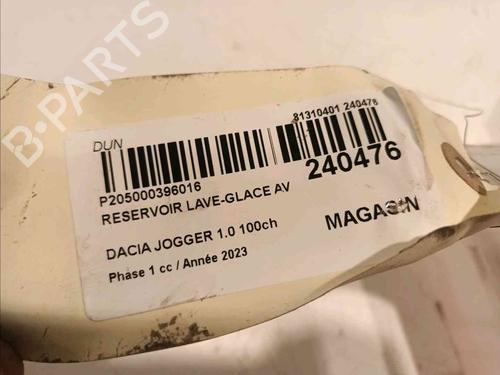 B-PARTS
DUN
81310401 240476
P205000396016
240476
RESERVOIR LAVE-GLACE AV
MAGASIN
DACIA JOGGER 1.0 100ch
Phase 1 cc / Année 2023